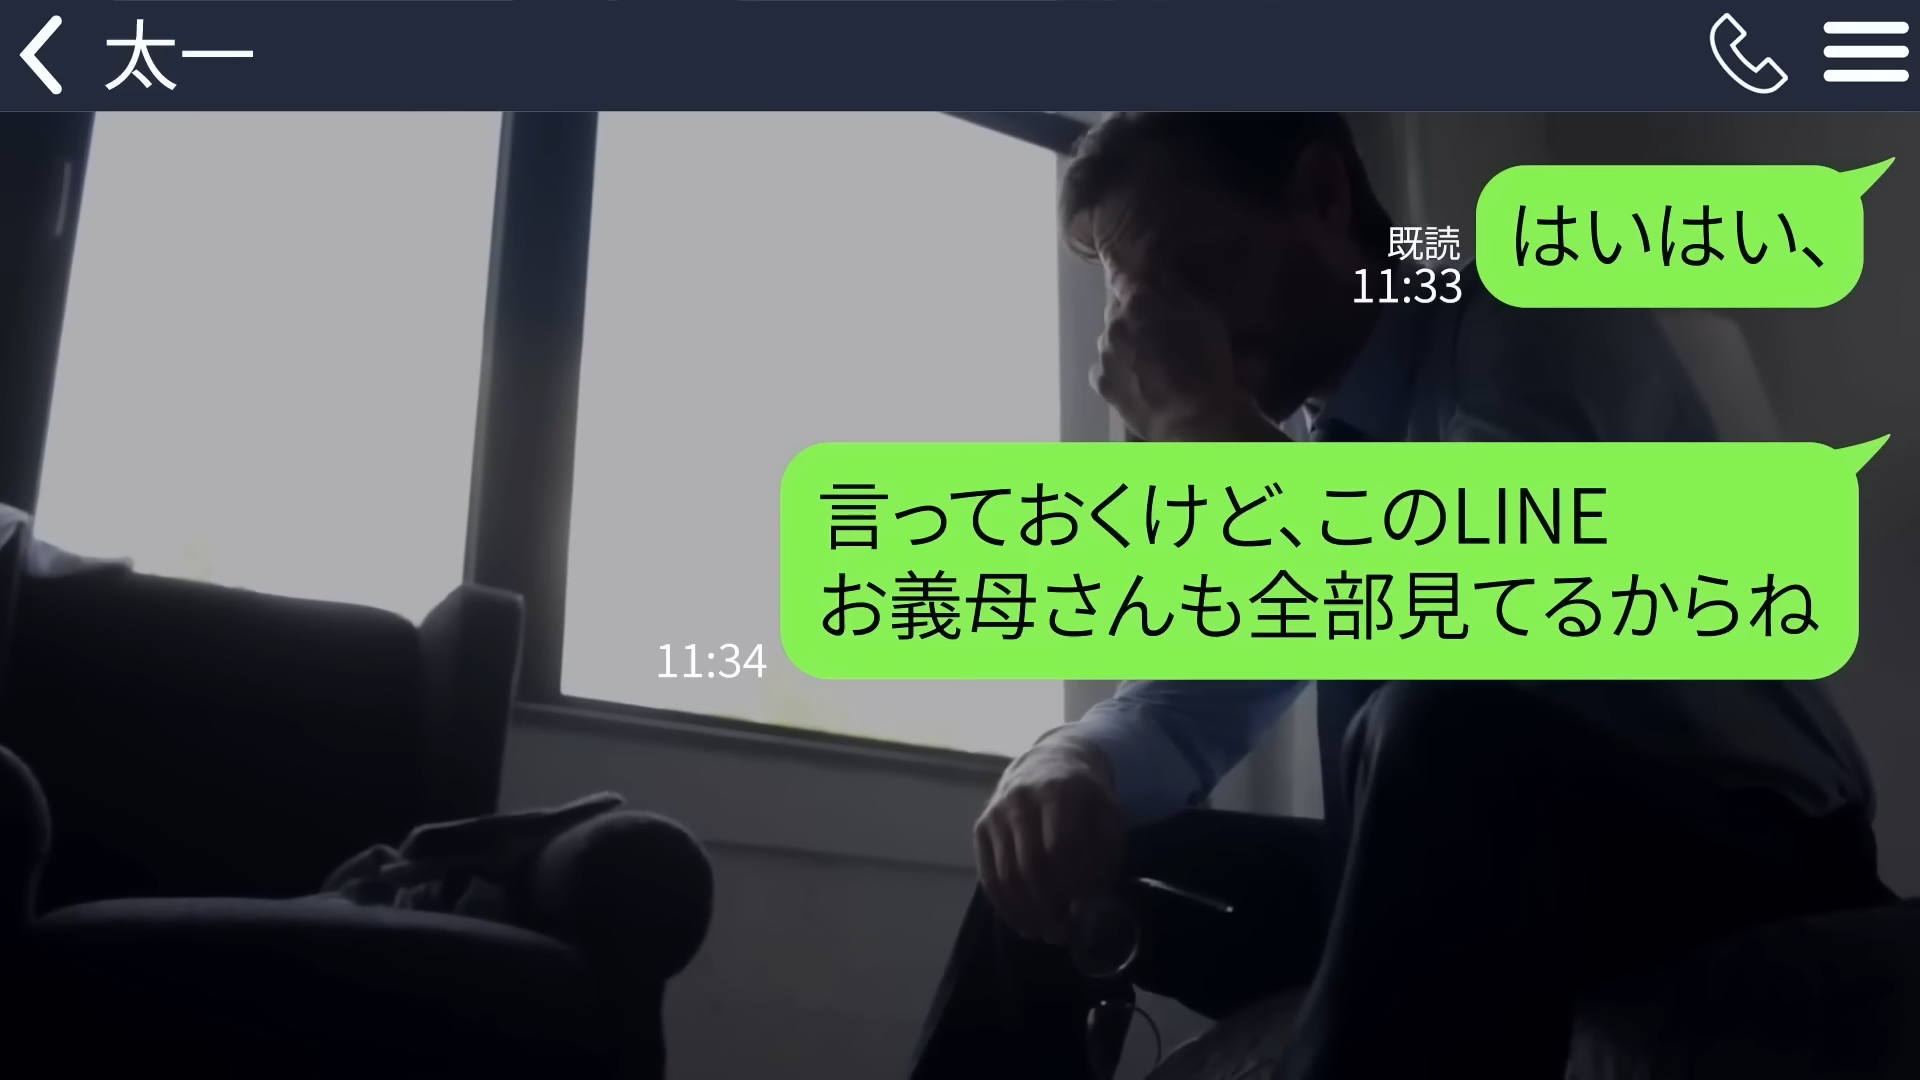 太一
はいはい、
既読
11:33
言っておくけど、このLINE
お義母さんも全部見てるからね
11:34